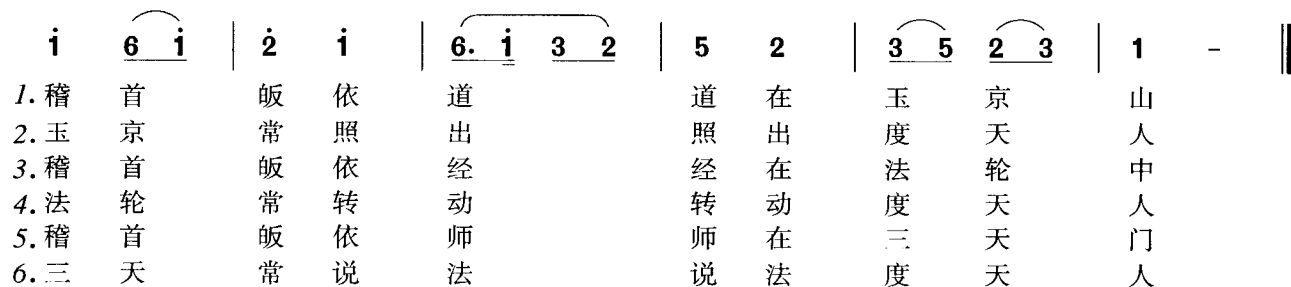 i̇ 6 i̇ | 2̇ i̇ | 6. i̇ 3 2 | 5 2 | 3 5 2 3 | 1 - ‖
1. 稽 首 皈 依 道 道 在 玉 京 山
2. 玉 京 常 照 出 照 出 度 天 人
3. 稽 首 皈 依 经 经 在 法 轮 中
4. 法 轮 常 转 动 转 动 度 天 人
5. 稽 首 皈 依 师 师 在 三 天 门
6. 三 天 常 说 法 说 法 度 天 人